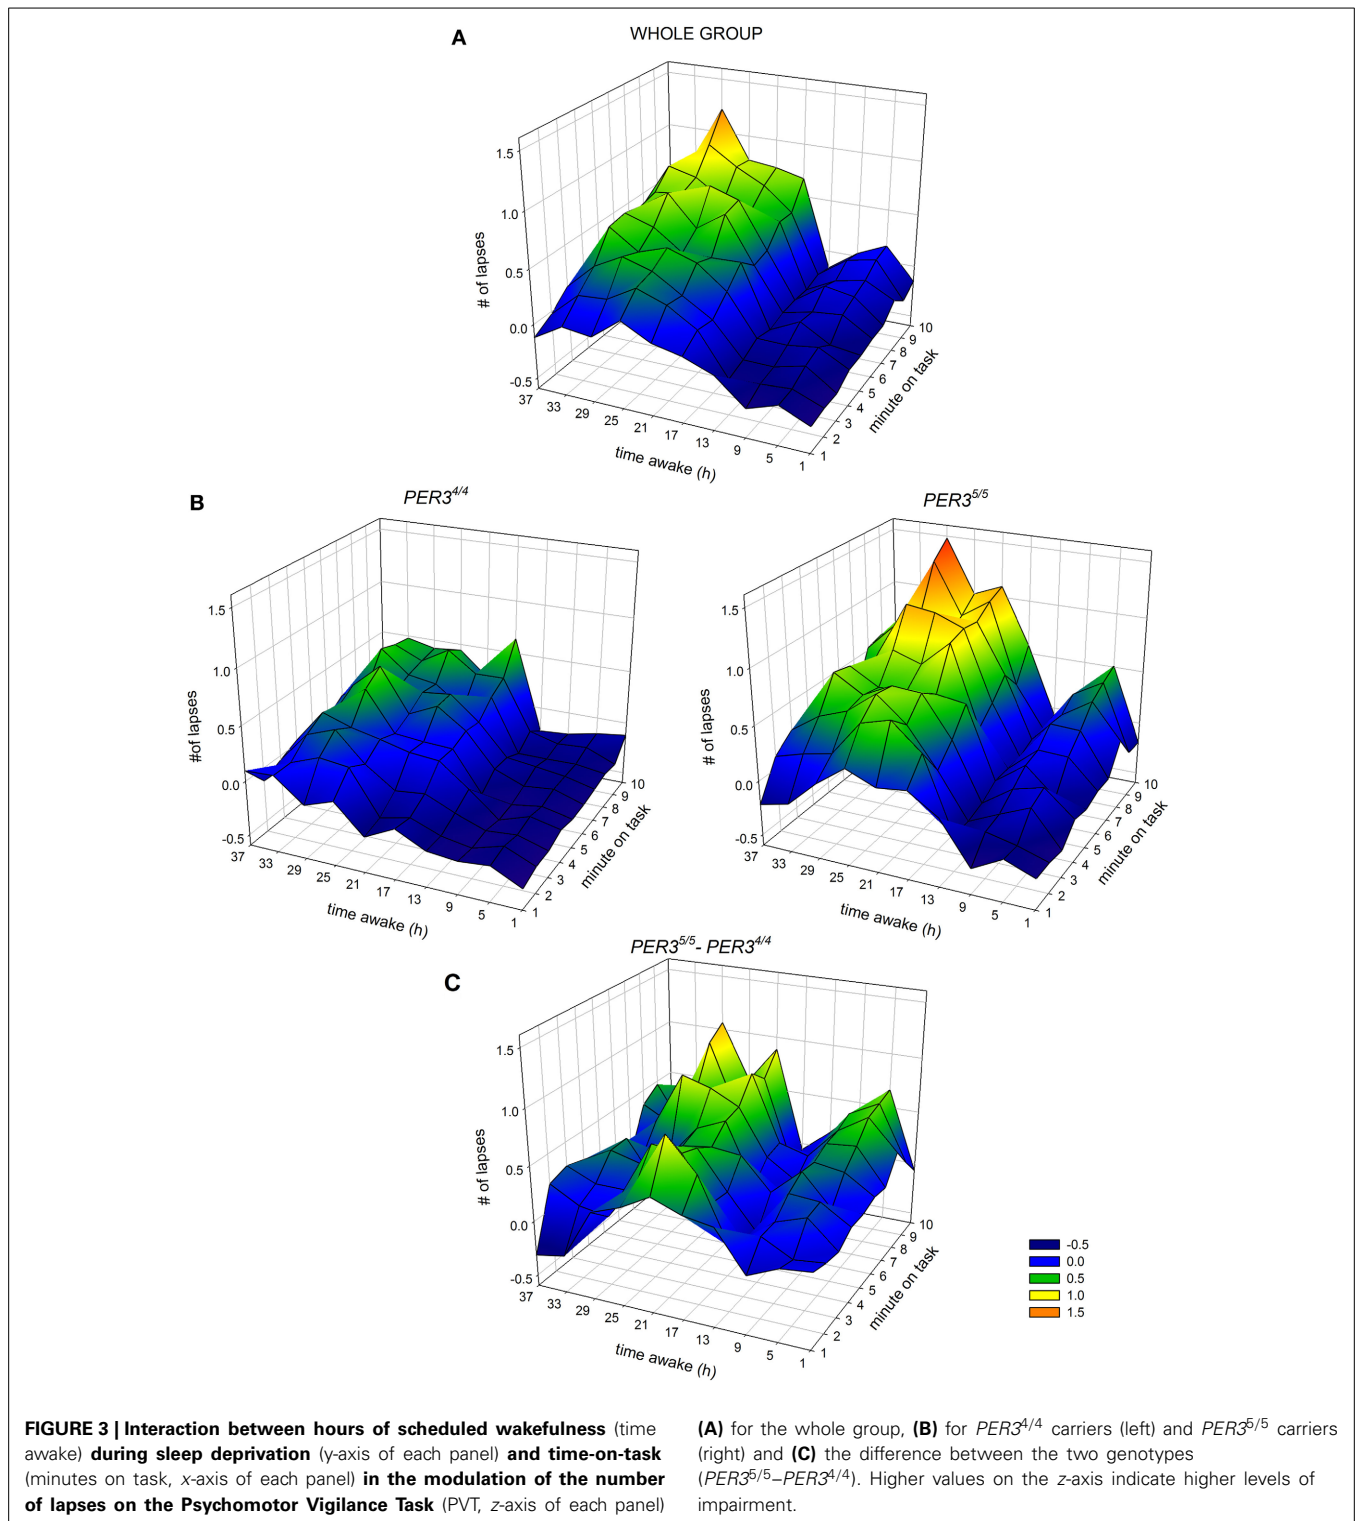 A
WHOLE GROUP
# of lapses
1.5
1.0
0.5
0.0
-0.5
37 33 29 25 21 17 13 9 5 1
time awake (h)
1 2 3 4 5 6 7 8 9 10
minute on task
B
PER3^4/4
#of lapses
1.5
1.0
0.5
0.0
-0.5
37 33 29 25 21 17 13 9 5 1
time awake (h)
1 2 3 4 5 6 7 8 9 10
minute on task
PER3^5/5
# of lapses
1.5
1.0
0.5
0.0
-0.5
37 33 29 25 21 17 13 9 5 1
time awake (h)
1 2 3 4 5 6 7 8 9 10
minute on task
C
PER3^5/5- PER3^4/4
# of lapses
1.5
1.0
0.5
0.0
-0.5
37 33 29 25 21 17 13 9 5 1
time awake (h)
1 2 3 4 5 6 7 8 9 10
minute on task
-0.5
0.0
0.5
1.0
1.5
FIGURE 3 | Interaction between hours of scheduled wakefulness (time
awake) during sleep deprivation (y-axis of each panel) and time-on-task
(minutes on task, x-axis of each panel) in the modulation of the number
of lapses on the Psychomotor Vigilance Task (PVT, z-axis of each panel)
(A) for the whole group, (B) for PER3^4/4 carriers (left) and PER3^5/5 carriers
(right) and (C) the difference between the two genotypes
(PER3^5/5–PER3^4/4). Higher values on the z-axis indicate higher levels of
impairment.